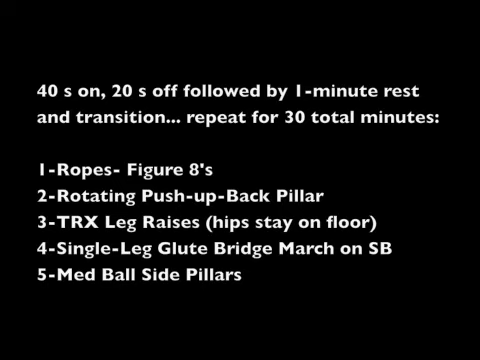 40 s on, 20 s off followed by 1-minute rest
and transition... repeat for 30 total minutes:
1-Ropes- Figure 8's
2-Rotating Push-up-Back Pillar
3-TRX Leg Raises (hips stay on floor)
4-Single-Leg Glute Bridge March on SB
5-Med Ball Side Pillars